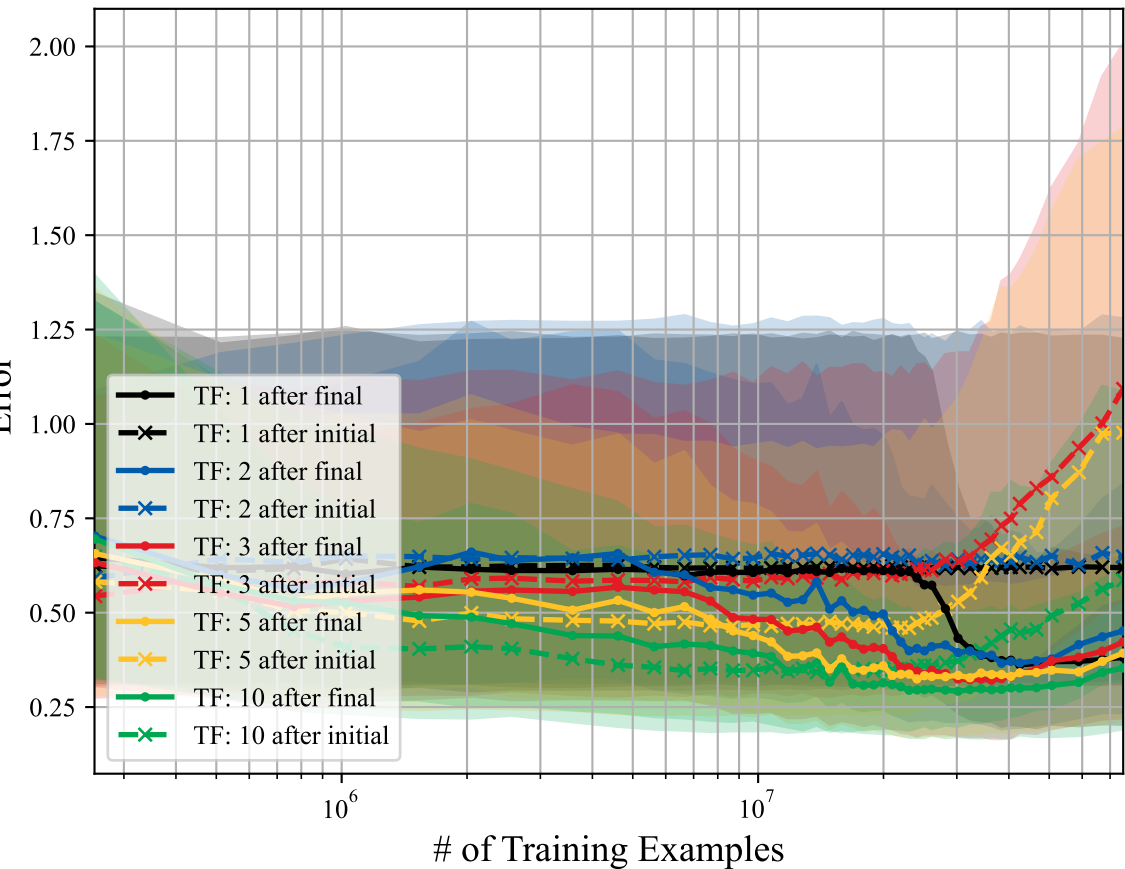 2.00
1.75
1.50
1.25
1.00
0.75
0.50
0.25
Error
TF: 1 after final
TF: 1 after initial
TF: 2 after final
TF: 2 after initial
TF: 3 after final
TF: 3 after initial
TF: 5 after final
TF: 5 after initial
TF: 10 after final
TF: 10 after initial
10⁶
10⁷
# of Training Examples